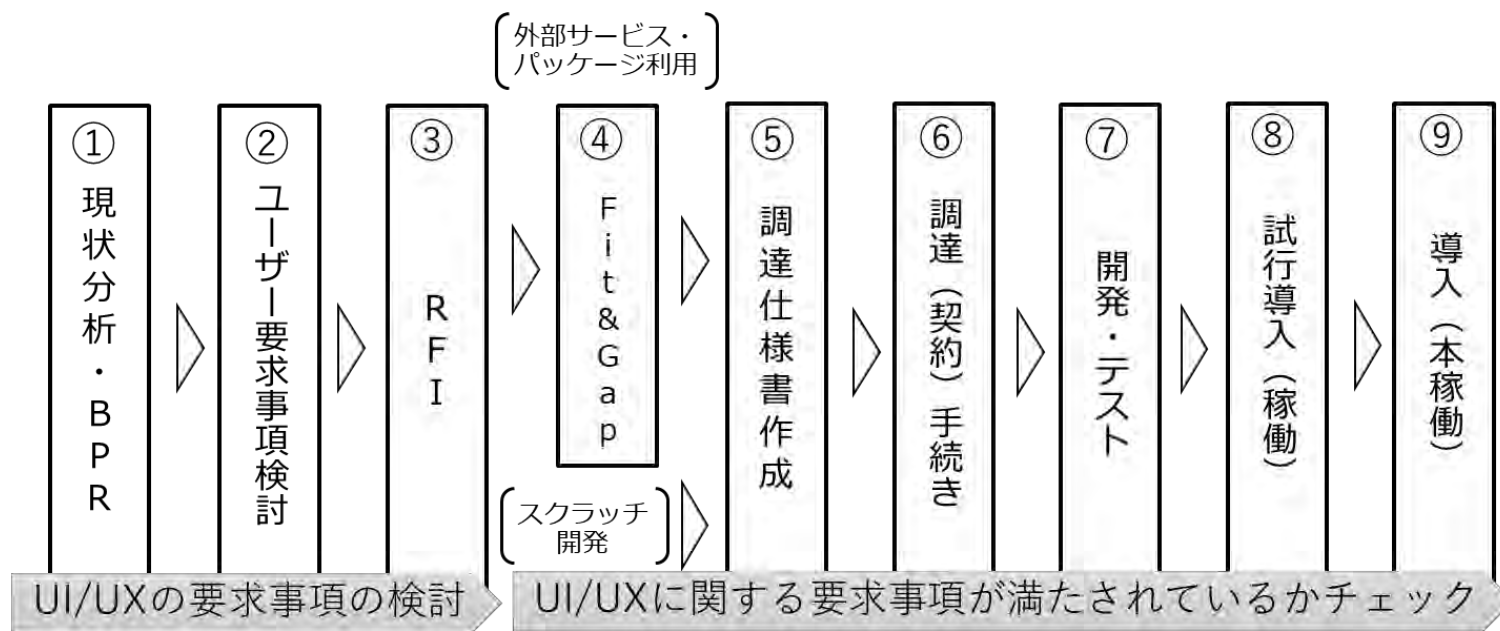 外部サービス・
パッケージ利用
① 現状分析・BPR
② ユーザー要求事項検討
③ RFI
④ Fit&Gap
⑤ 調達仕様書作成
⑥ 調達（契約）手続き
⑦ 開発・テスト
⑧ 試行導入（稼働）
⑨ 導入（本稼働）
スクラッチ
開発
UI/UXの要求事項の検討
UI/UXに関する要求事項が満たされているかチェック